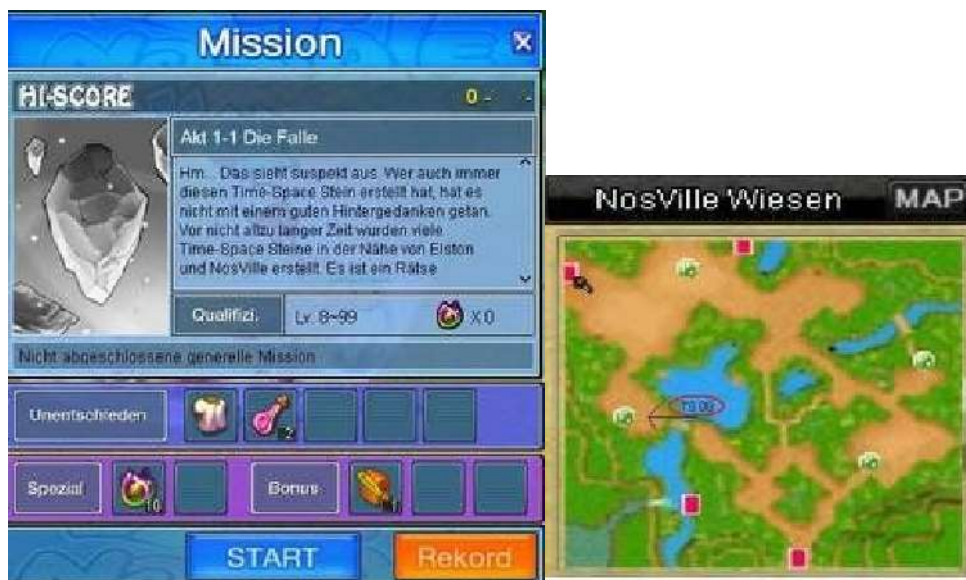 Mission
HI-SCORE 0 - -
Akt 1-1 Die Falle
Hm... Das sieht suspekt aus. Wer auch immer
diesen Time-Space Stein erstellt hat, hat es
nicht mit einem guten Hintergedanken getan.
Vor nicht allzu langer Zeit wurden viele
Time-Space Steine in der Nähe von Elston
und NosVille erstellt. Es ist ein Rätse
Qualifizi. Lv. 8~99 X 0
Nicht abgeschlossene generelle Mission
Unentschieden
Spezial 10 Bonus
START Rekord
NosVille Wiesen MAP